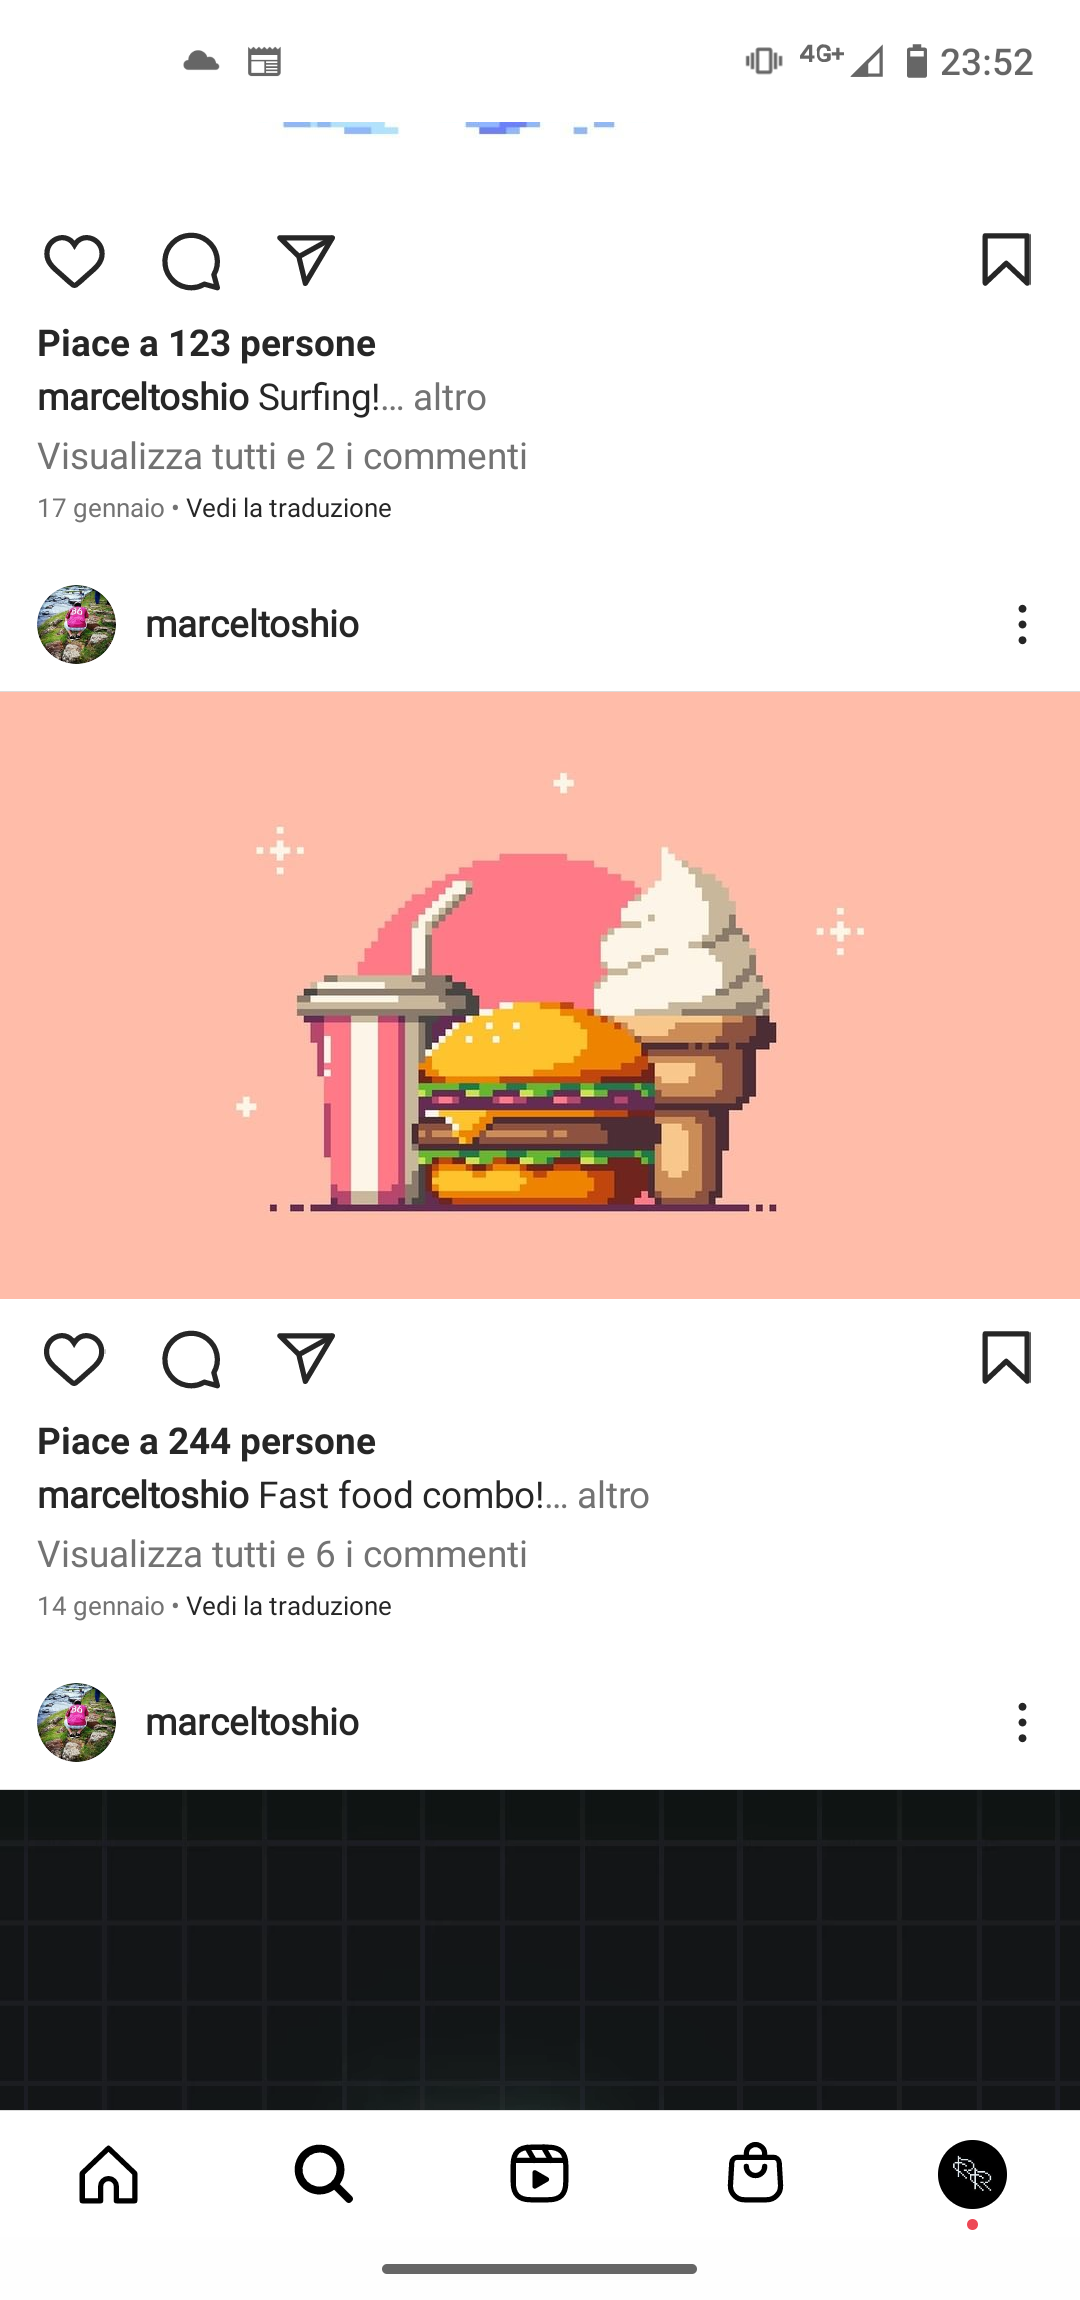 4G+ 23:52
Piace a 123 persone
marceltoshio Surfing!... altro
Visualizza tutti e 2 i commenti
17 gennaio • Vedi la traduzione
marceltoshio
Piace a 244 persone
marceltoshio Fast food combo!... altro
Visualizza tutti e 6 i commenti
14 gennaio • Vedi la traduzione
marceltoshio